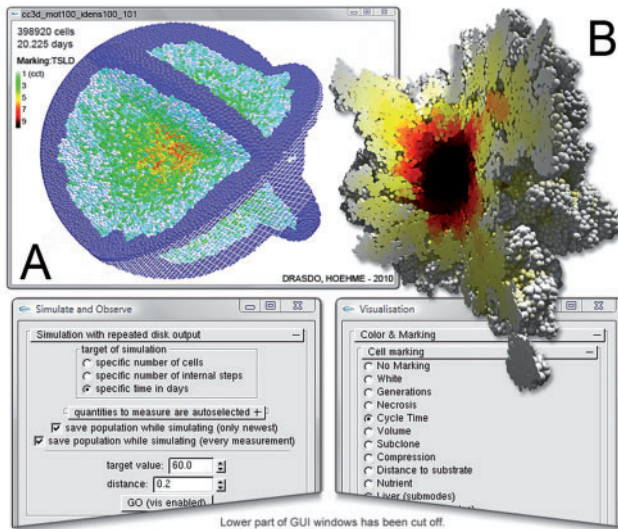 cc3d_mot100_idens100_101
398920 cells
20.225 days
Marking:TSLD
1 (cct)
3
5
7
9
A
B
DRASDO, HOEHME - 2010
Simulate and Observe
Simulation with repeated disk output
target of simulation
specific number of cells
specific number of internal steps
specific time in days
quantities to measure are autoselected +
save population while simulating (only newest)
save population while simulating (every measurement)
target value: 60.0
distance: 0.2
GO (vis enabled)
Visualisation
Color & Marking
Cell marking
No Marking
White
Generations
Necrosis
Cycle Time
Volume
Subclone
Compression
Distance to substrate
Nutrient
Liver (submodes)
Lower part of GUI windows has been cut off.